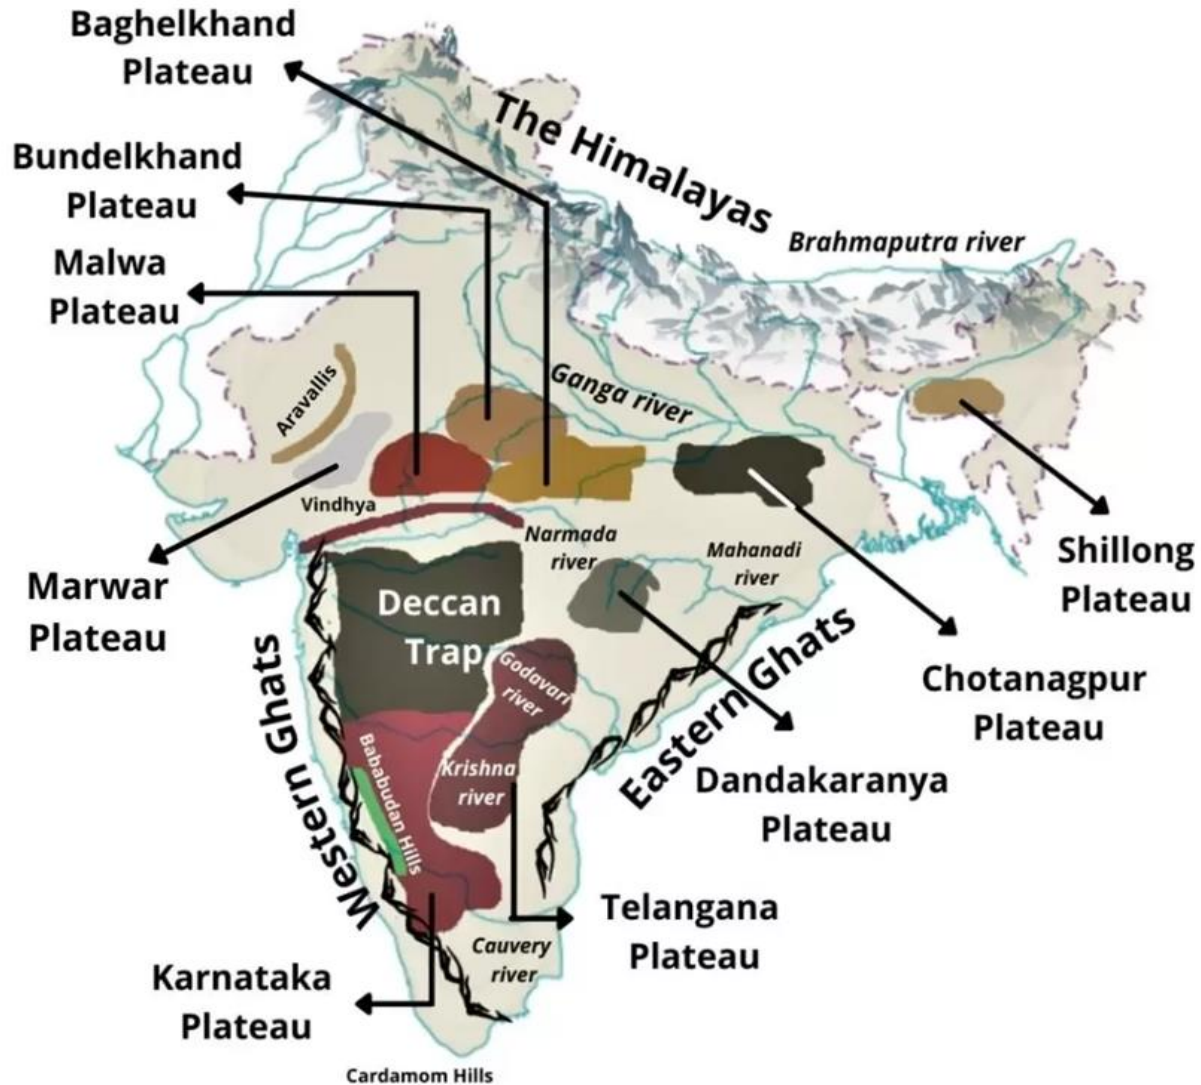 Baghelkhand
Plateau
The Himalayas
Bundelkhand
Plateau
Brahmaputra river
Malwa
Plateau
Aravallis
Ganga river
Vindhya
Narmada
river
Mahanadi
river
Shillong
Plateau
Marwar
Plateau
Deccan
Trap
Western Ghats
Godavari
river
Eastern Ghats
Chotanagpur
Plateau
Bababudan Hills
Krishna
river
Dandakaranya
Plateau
Telangana
Plateau
Cauvery
river
Karnataka
Plateau
Cardamom Hills